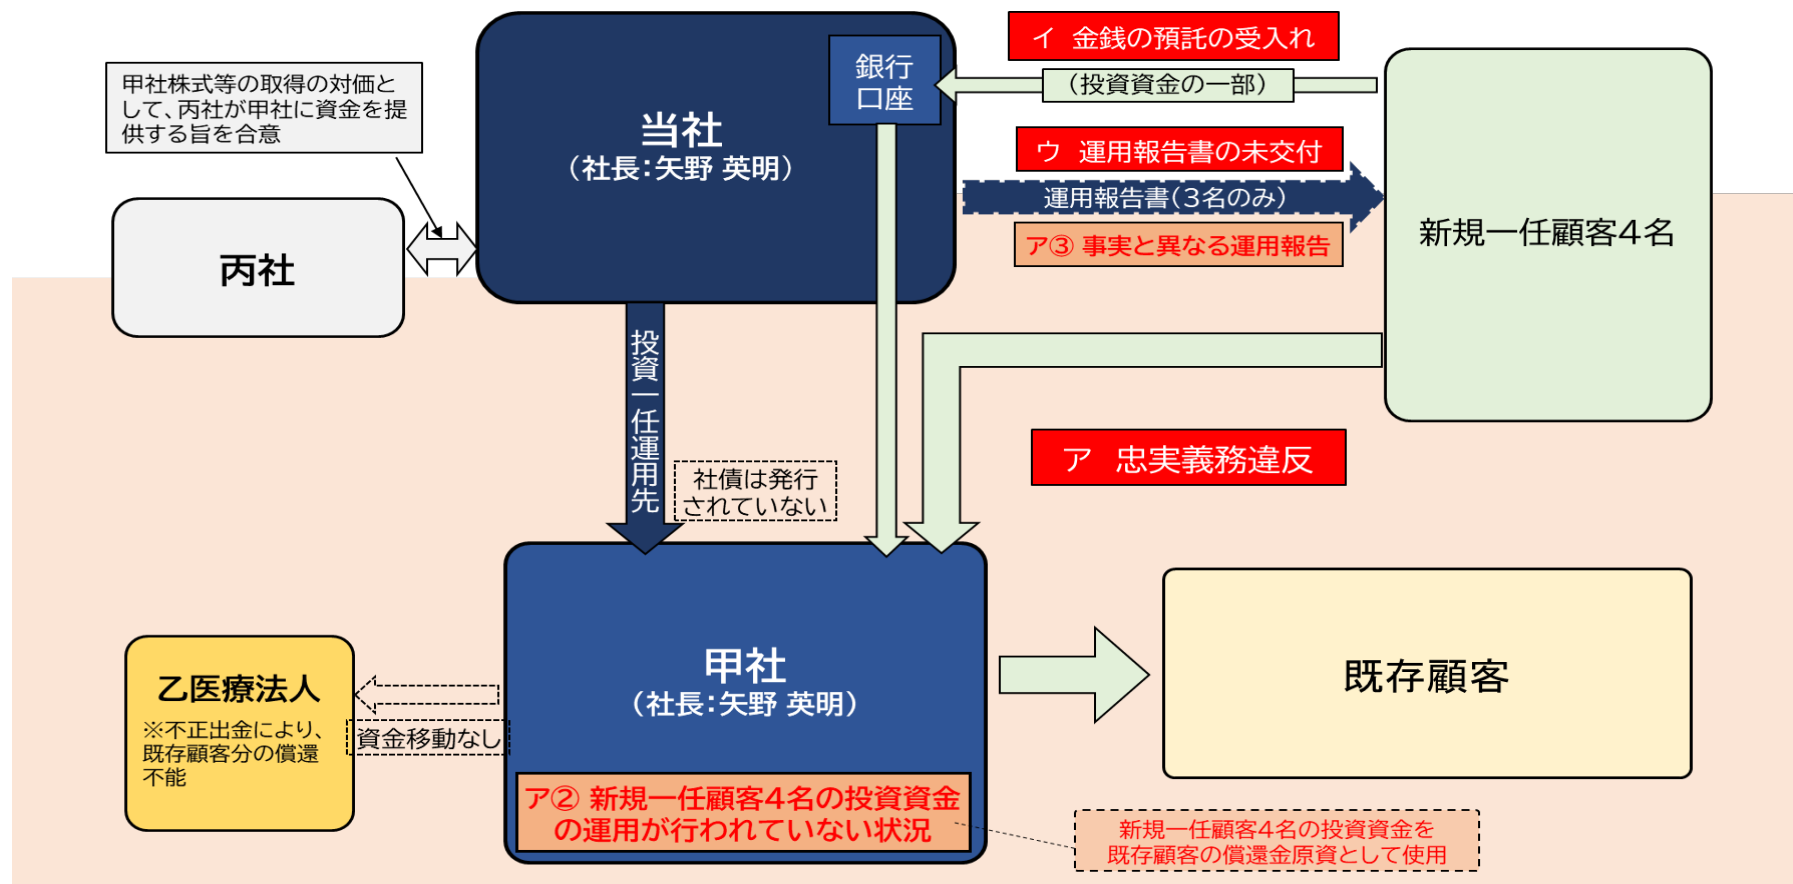 イ 金銭の預託の受入れ
(投資資金の一部)
甲社株式等の取得の対価と
して、丙社が甲社に資金を提
供する旨を合意
銀行
口座
当社
(社長:矢野 英明)
ウ 運用報告書の未交付
運用報告書(3名のみ)
ア③ 事実と異なる運用報告
新規一任顧客4名
丙社
投資一任運用先
社債は発行
されていない
ア 忠実義務違反
甲社
(社長:矢野 英明)
乙医療法人
※不正出金により、
既存顧客分の償還
不能
資金移動なし
既存顧客
ア② 新規一任顧客4名の投資資金
の運用が行われていない状況
新規一任顧客4名の投資資金を
既存顧客の償還金原資として使用